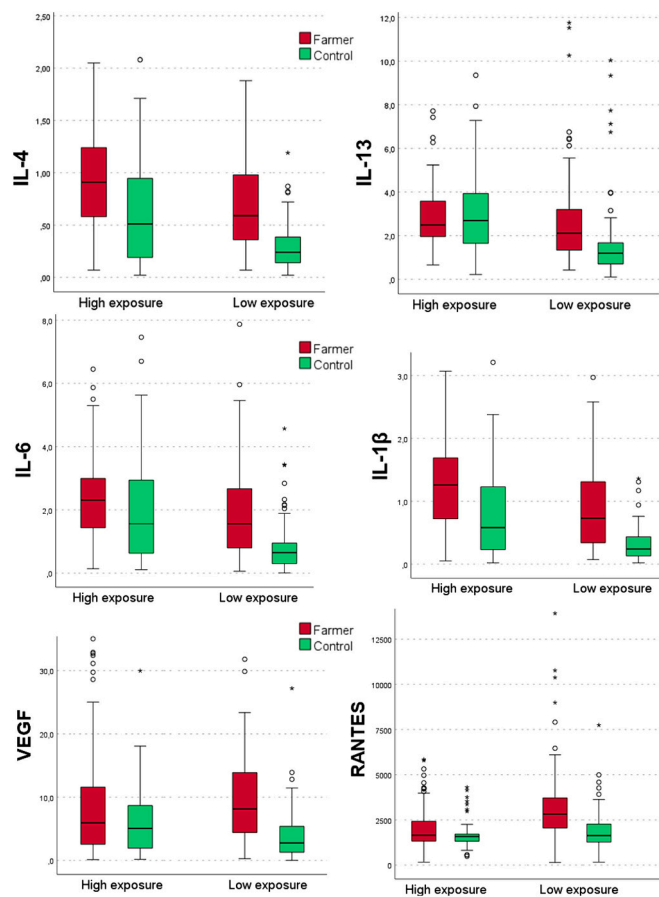 2,50
2,00
1,50
1,00
,50
,00
IL-4
Farmer
Control
High exposure
Low exposure
12,0
10,0
8,0
6,0
4,0
2,0
,0
IL-13
High exposure
Low exposure
8,0
6,0
4,0
2,0
,0
IL-6
Farmer
Control
High exposure
Low exposure
3,0
2,0
1,0
,0
IL-1β
High exposure
Low exposure
30,0
20,0
10,0
,0
VEGF
Farmer
Control
High exposure
Low exposure
12500
10000
7500
5000
2500
0
RANTES
High exposure
Low exposure